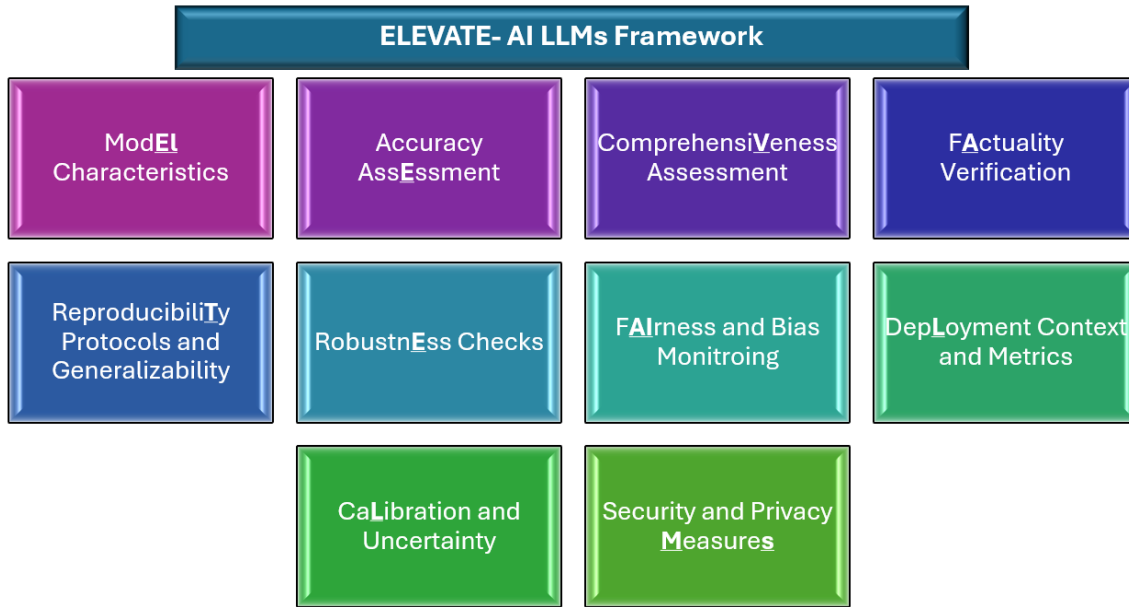 ELEVATE- AI LLMs Framework
ModEl
Characteristics
Accuracy
AssEssment
ComprehensiVeness
Assessment
FActuality
Verification
ReproducibiliTy
Protocols and
Generalizability
RobustnEss Checks
FAIrness and Bias
Monitroing
DepLoyment Context
and Metrics
CaLibration and
Uncertainty
Security and Privacy
Measures